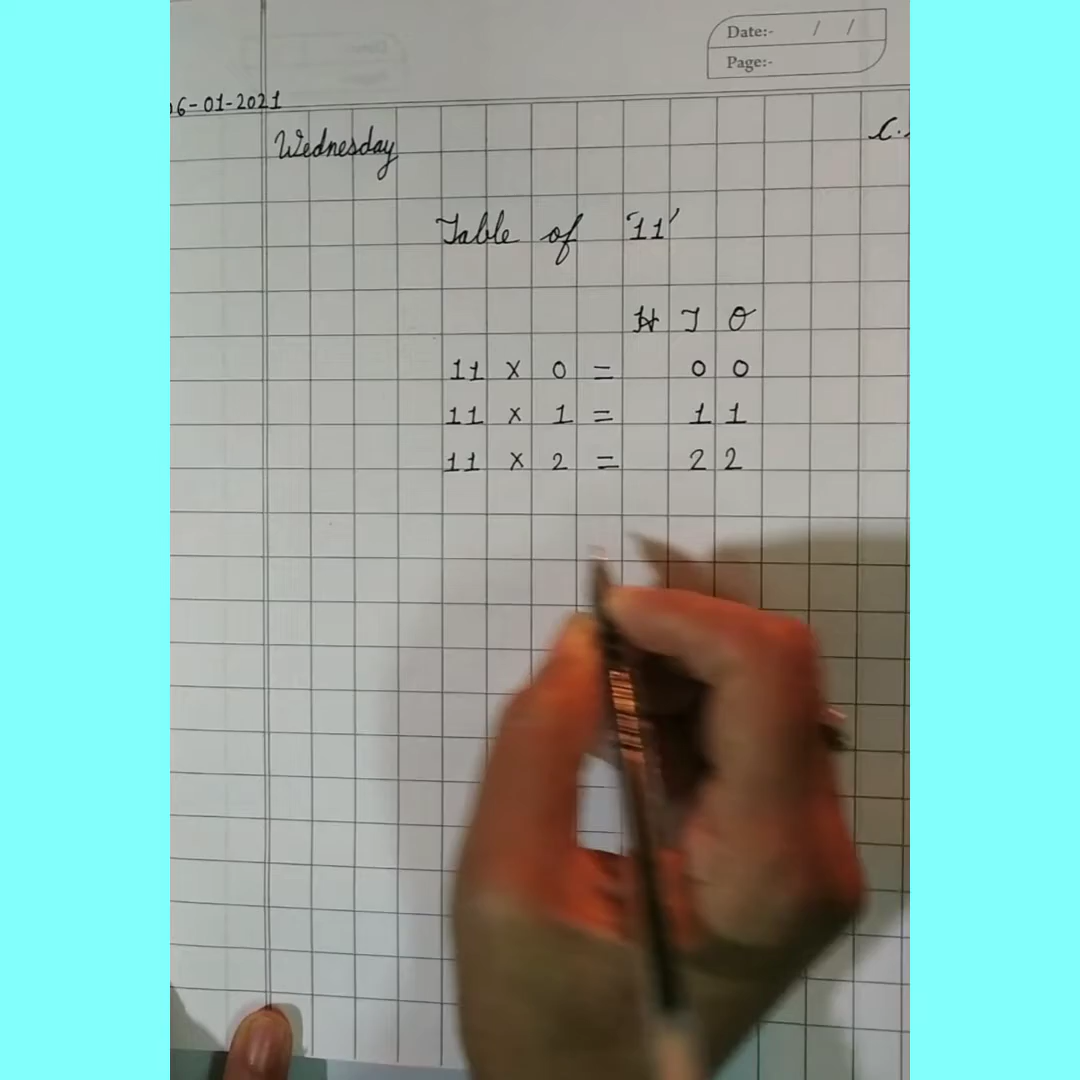 Date:- / /
Page:-
06-01-2021
Wednesday
Table of '11'
H T O
11 × 0 = 0 0
11 × 1 = 1 1
11 × 2 = 2 2